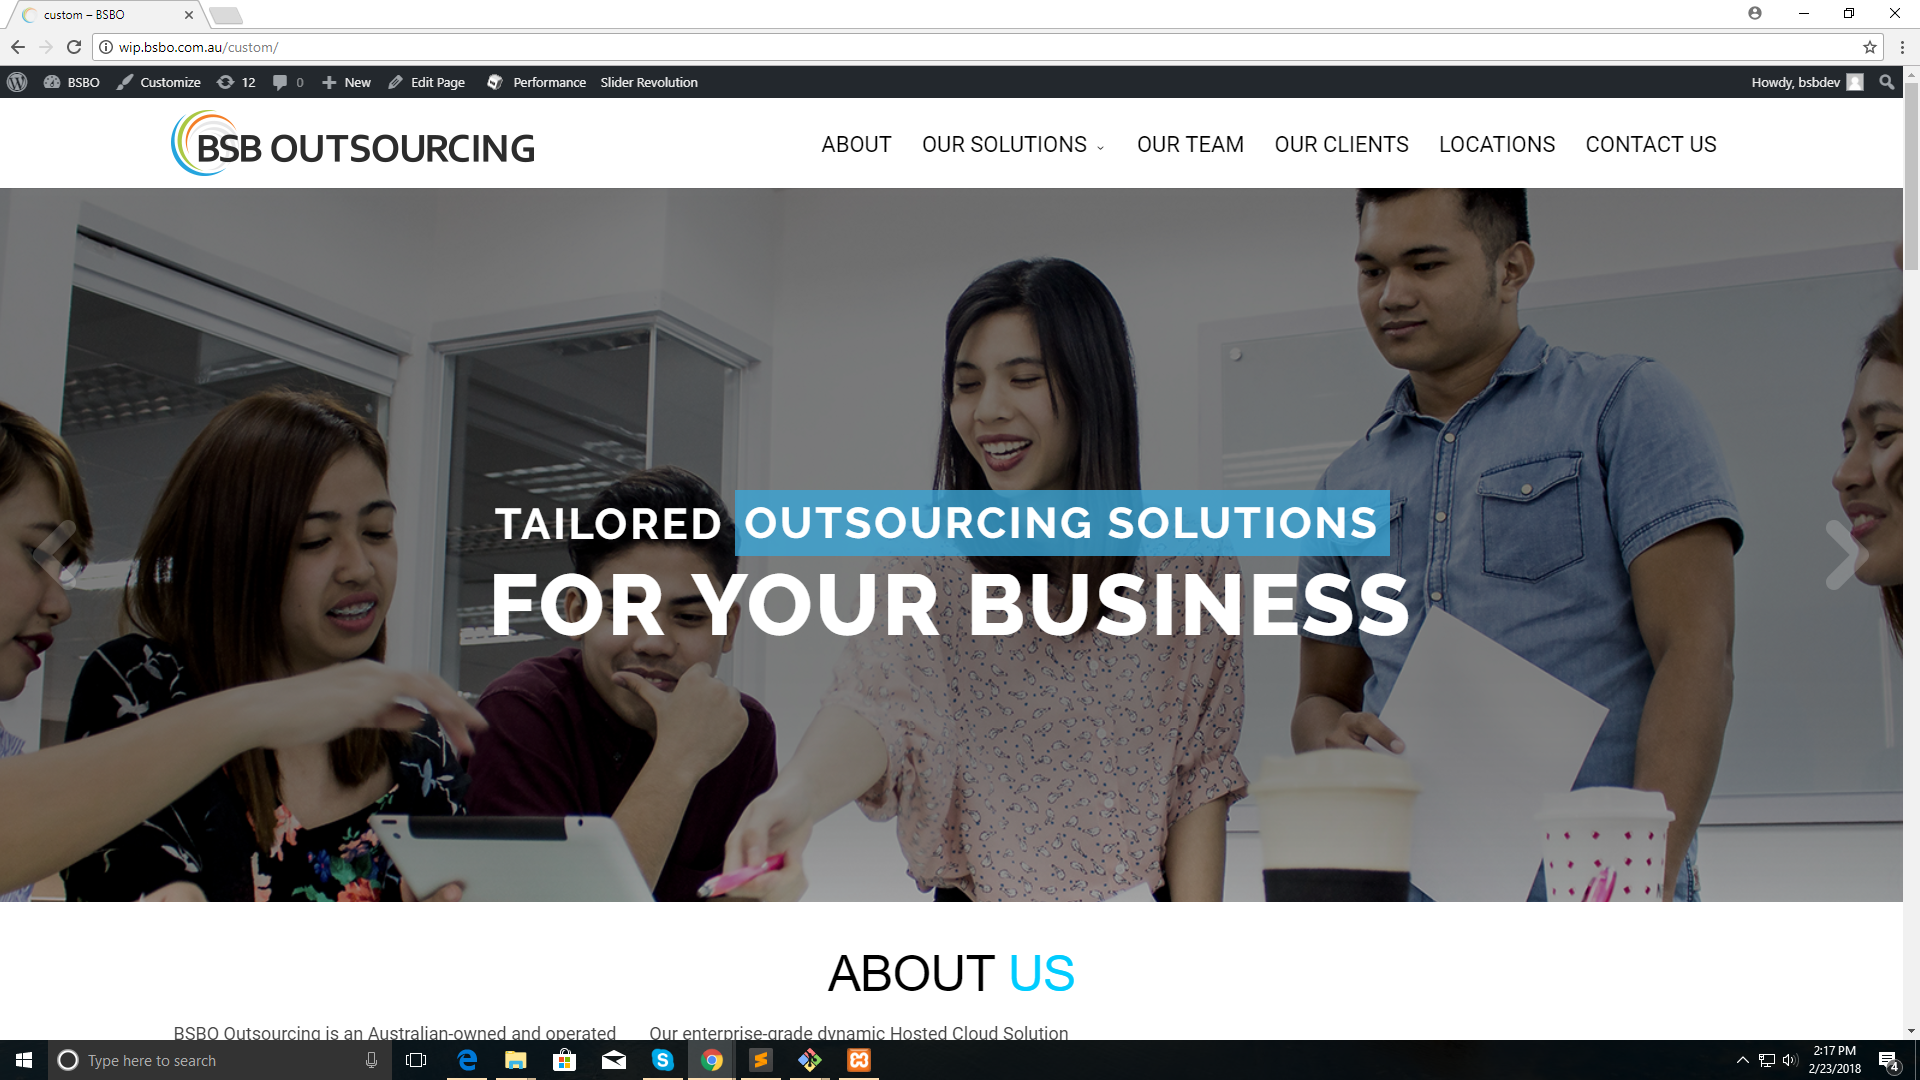 custom – BSBO
wip.bsbo.com.au/custom/
BSBO Customize 12 0 New Edit Page Performance Slider Revolution Howdy, bsbdev
BSB OUTSOURCING
ABOUT OUR SOLUTIONS OUR TEAM OUR CLIENTS LOCATIONS CONTACT US
TAILORED OUTSOURCING SOLUTIONS
FOR YOUR BUSINESS
ABOUT US
BSBO Outsourcing is an Australian-owned and operated
Our enterprise-grade dynamic Hosted Cloud Solution
Type here to search
2:17 PM
2/23/2018
4